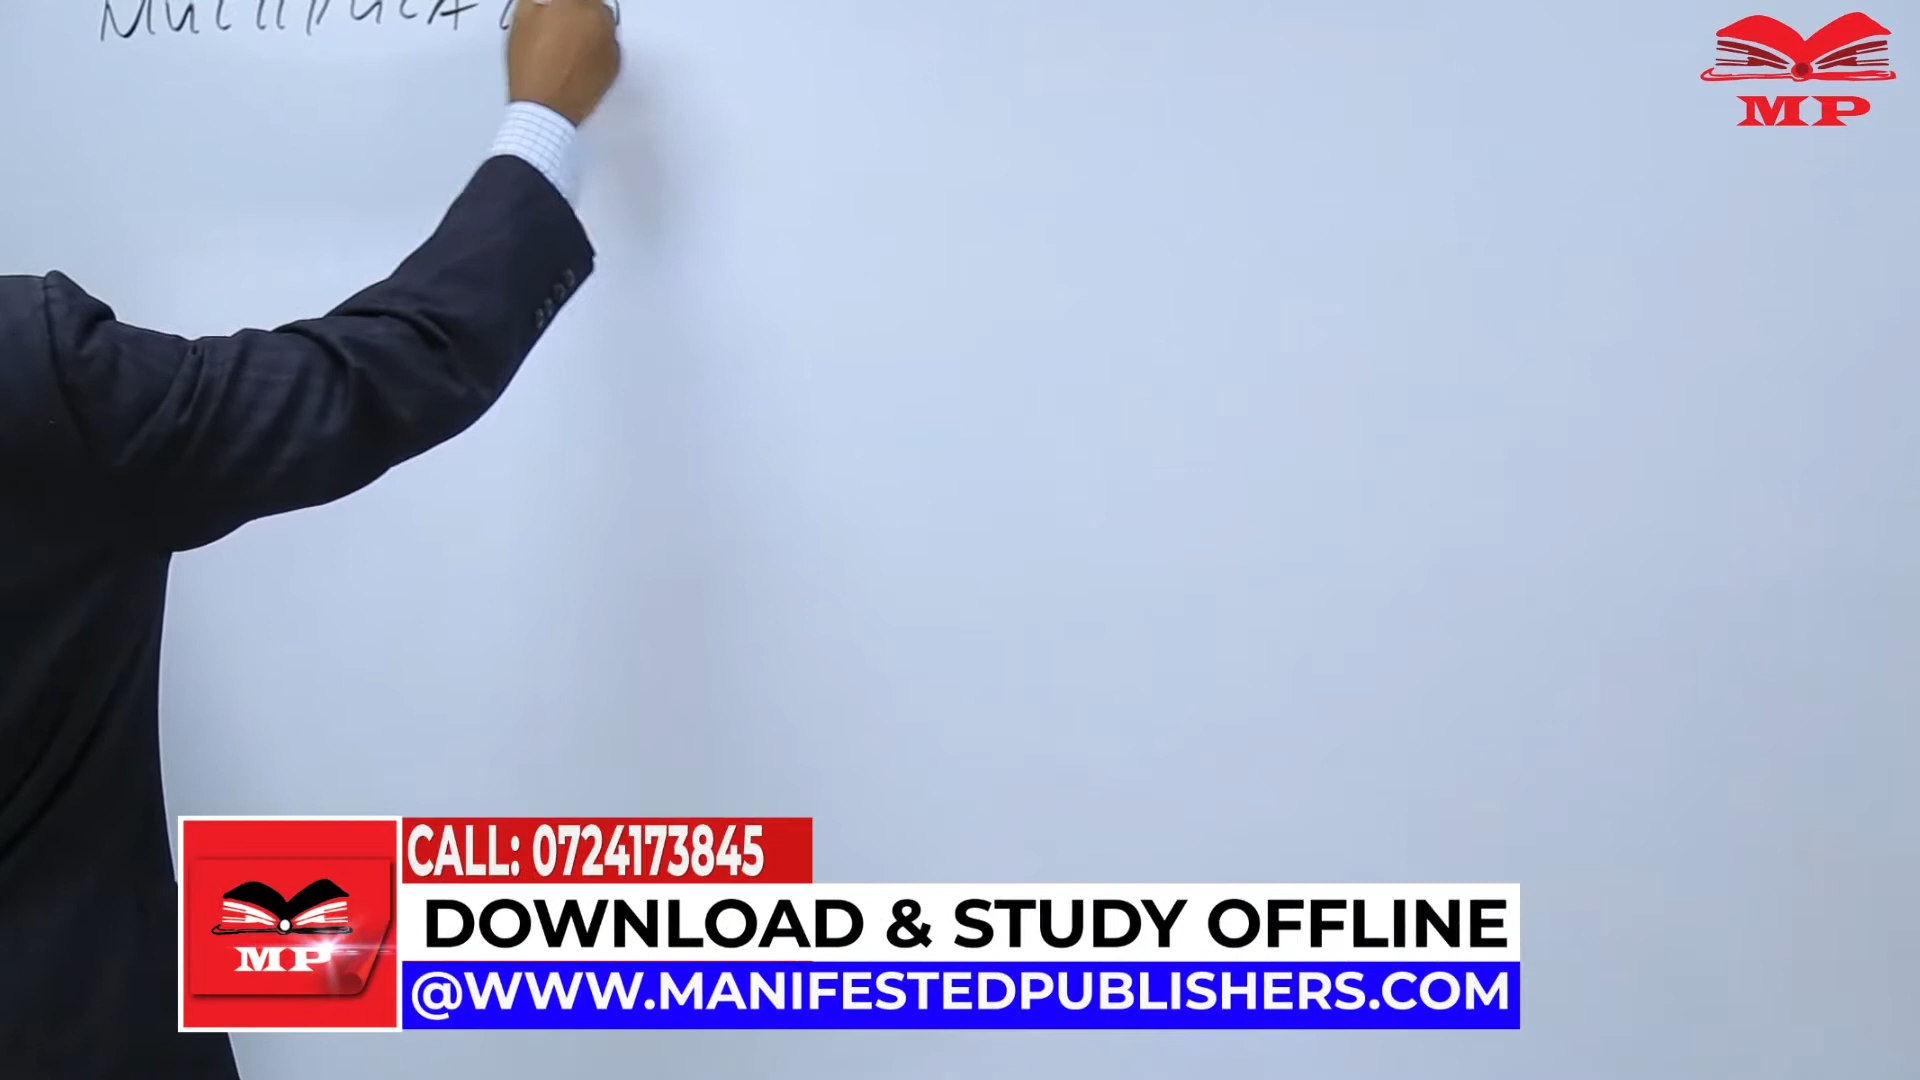 MP
CALL: 0724173845
DOWNLOAD & STUDY OFFLINE
MP
@WWW.MANIFESTEDPUBLISHERS.COM